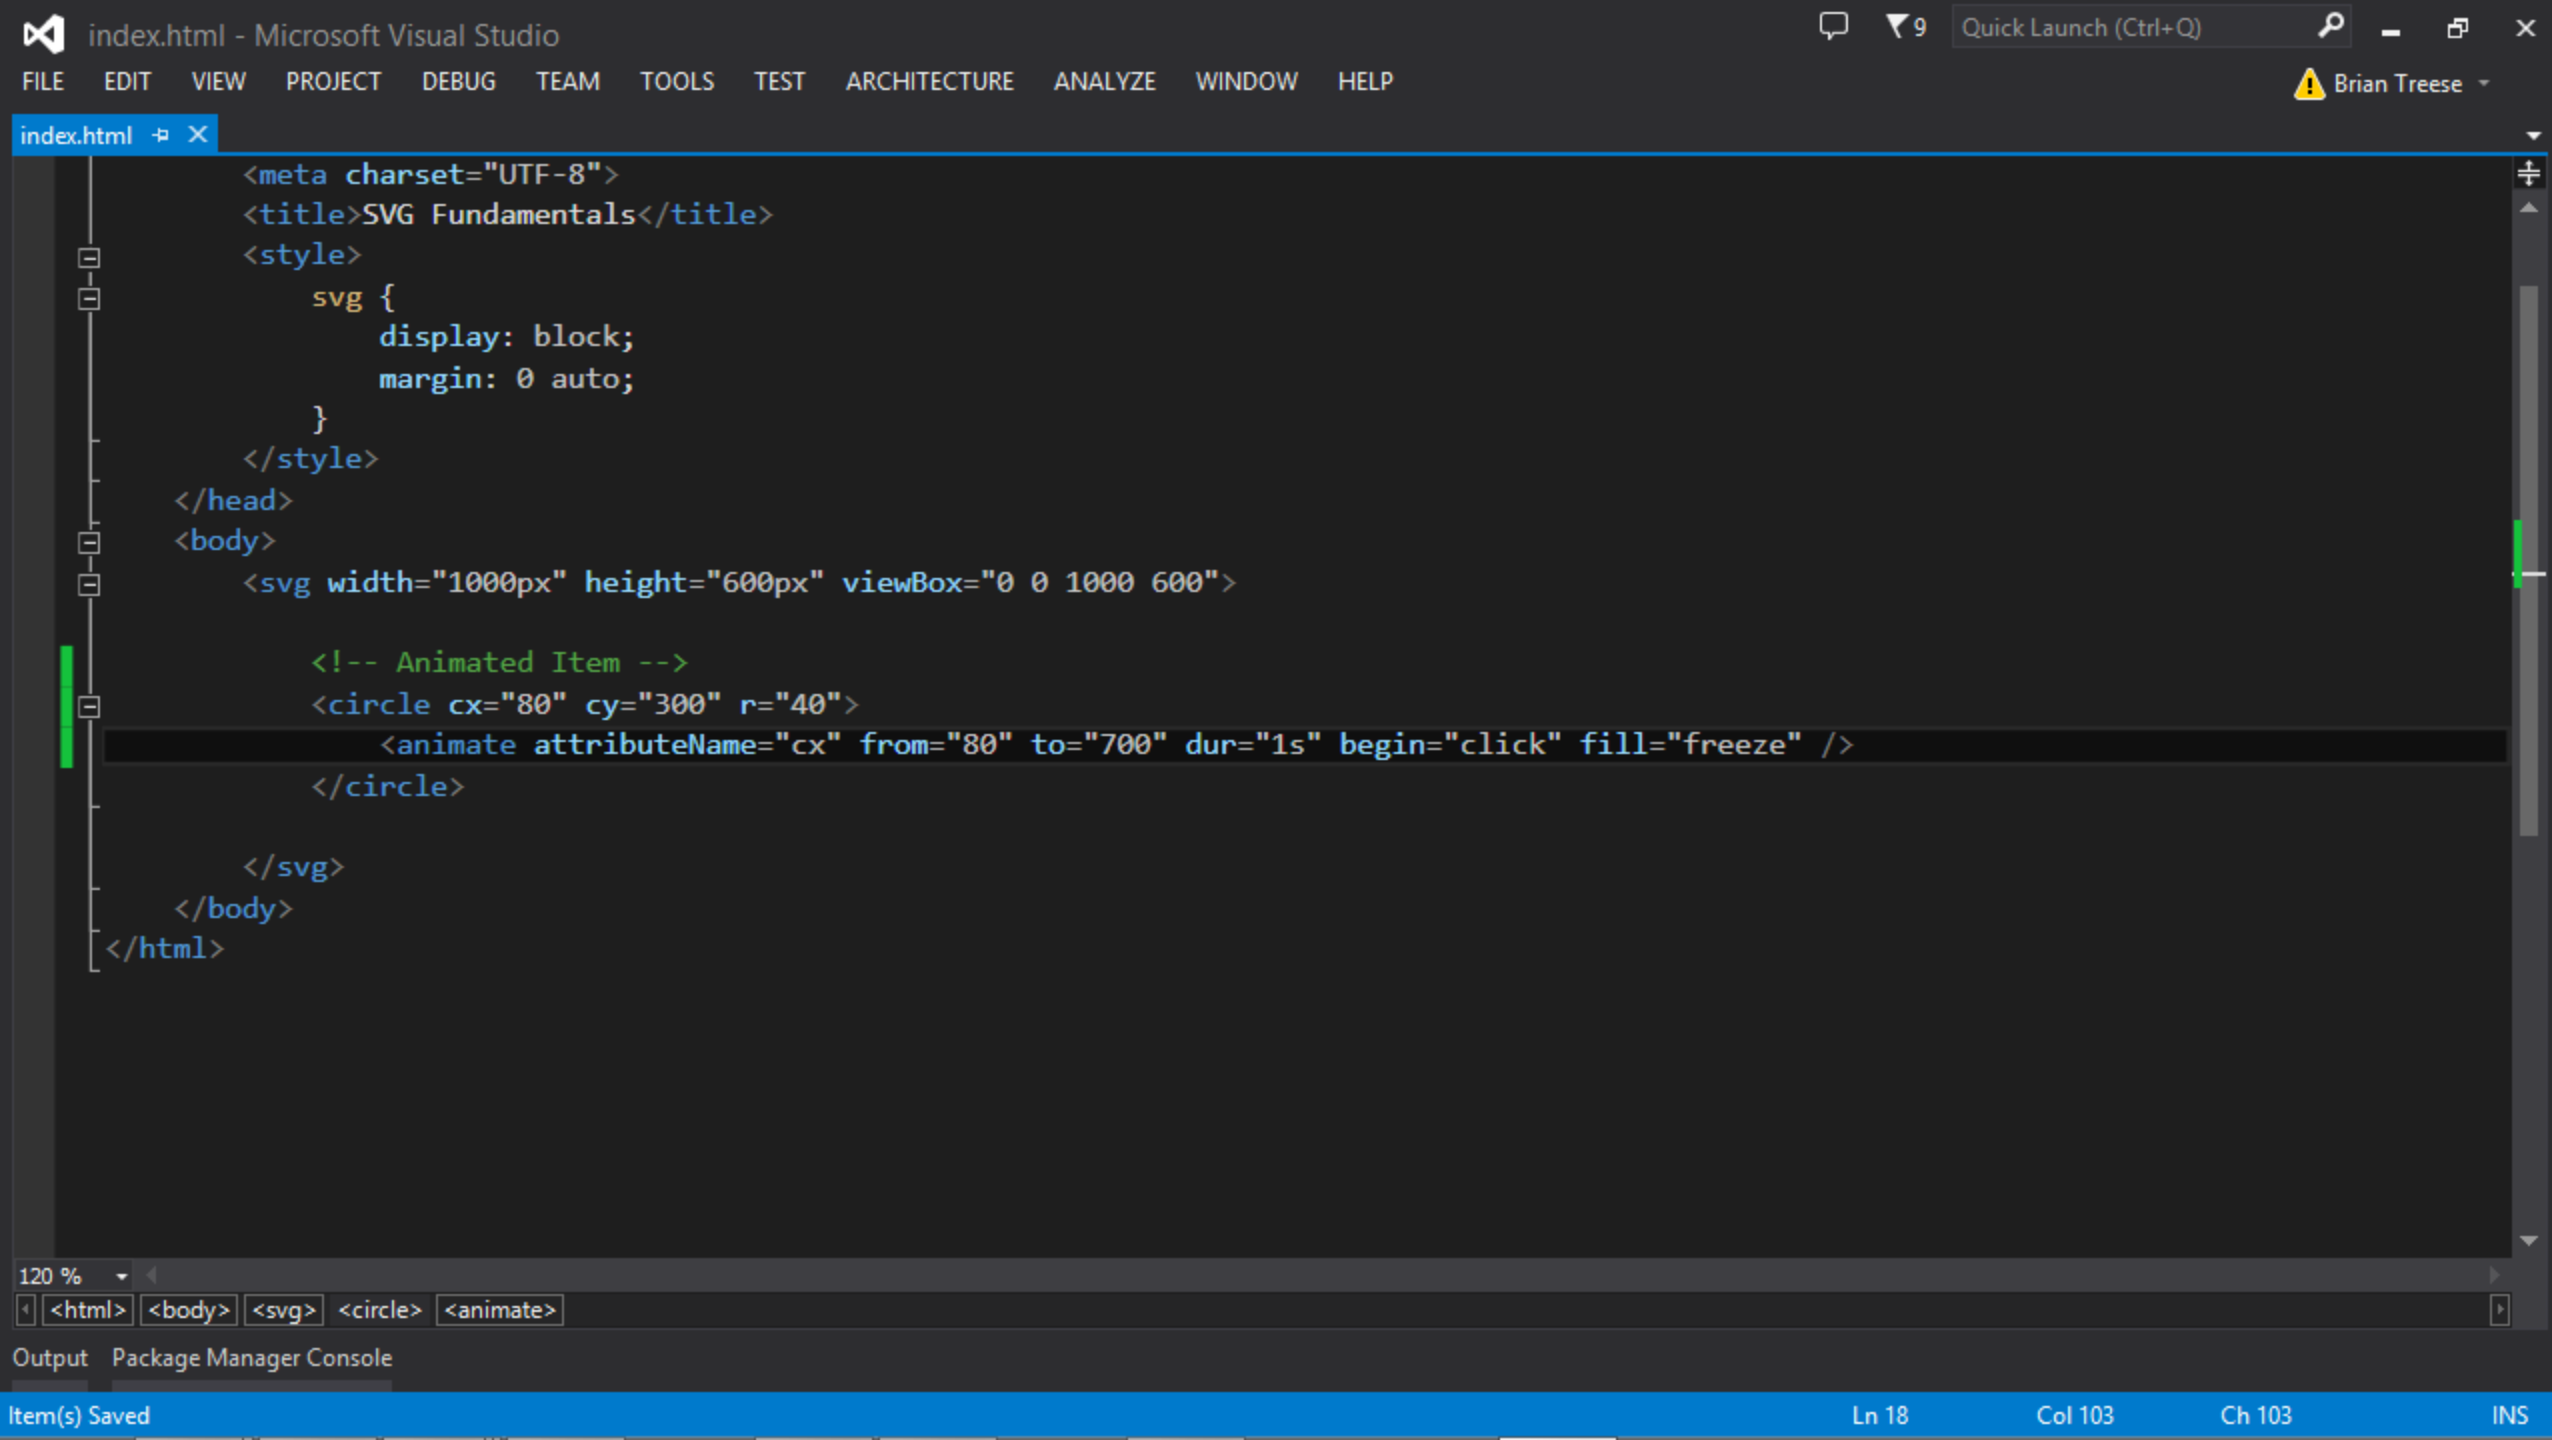 index.html - Microsoft Visual Studio
9
Quick Launch (Ctrl+Q)
FILE EDIT VIEW PROJECT DEBUG TEAM TOOLS TEST ARCHITECTURE ANALYZE WINDOW HELP
Brian Treese
index.html
<meta charset="UTF-8">
<title>SVG Fundamentals</title>
<style>
svg {
display: block;
margin: 0 auto;
}
</style>
</head>
<body>
<svg width="1000px" height="600px" viewBox="0 0 1000 600">
<!-- Animated Item -->
<circle cx="80" cy="300" r="40">
<animate attributeName="cx" from="80" to="700" dur="1s" begin="click" fill="freeze" />
</circle>
</svg>
</body>
</html>
120 %
<html> <body> <svg> <circle> <animate>
Output Package Manager Console
Item(s) Saved Ln 18 Col 103 Ch 103 INS